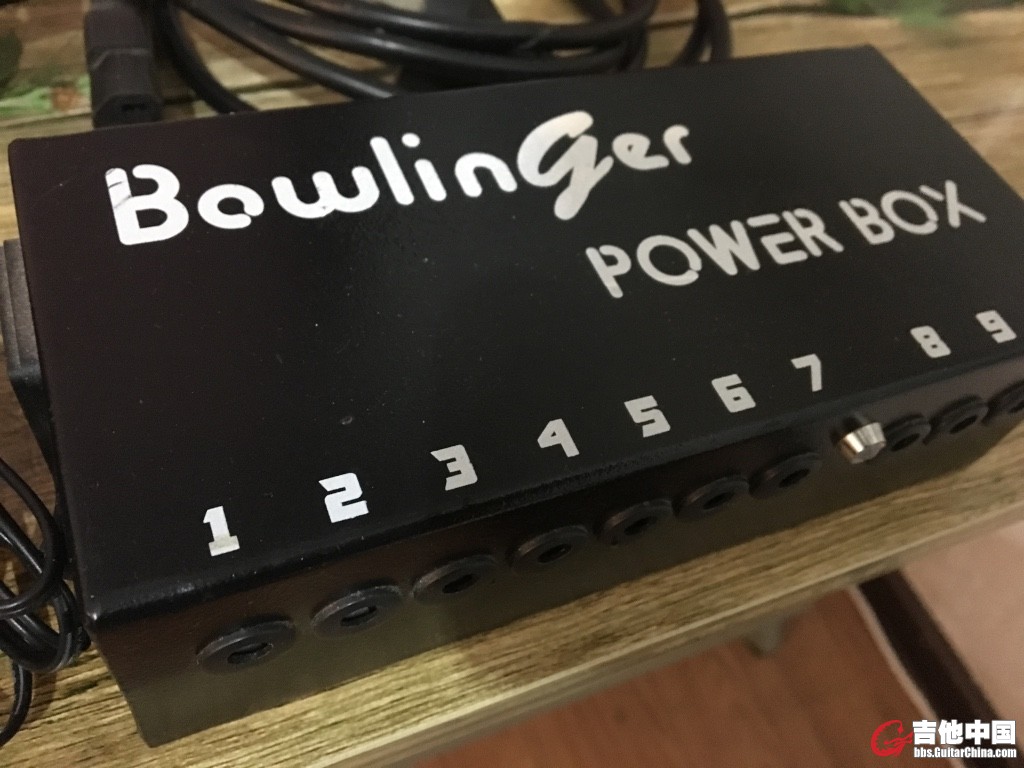 BowlinGer
POWER BOX
1 2 3 4 5 6 7 8 9
吉他中国
bbs.GuitarChina.com